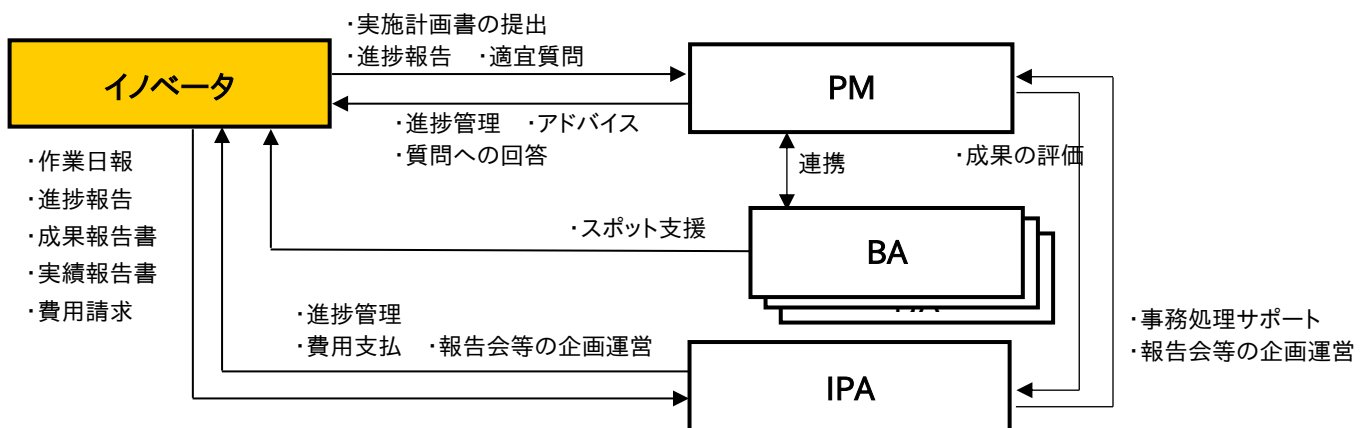 ・実施計画書の提出
・進捗報告 ・適宜質問
イノベータ
PM
・進捗管理 ・アドバイス
・質問への回答
連携
・成果の評価
・作業日報
・進捗報告
・成果報告書
・実績報告書
・費用請求
・スポット支援
BA
・進捗管理
・費用支払 ・報告会等の企画運営
・事務処理サポート
・報告会等の企画運営
IPA